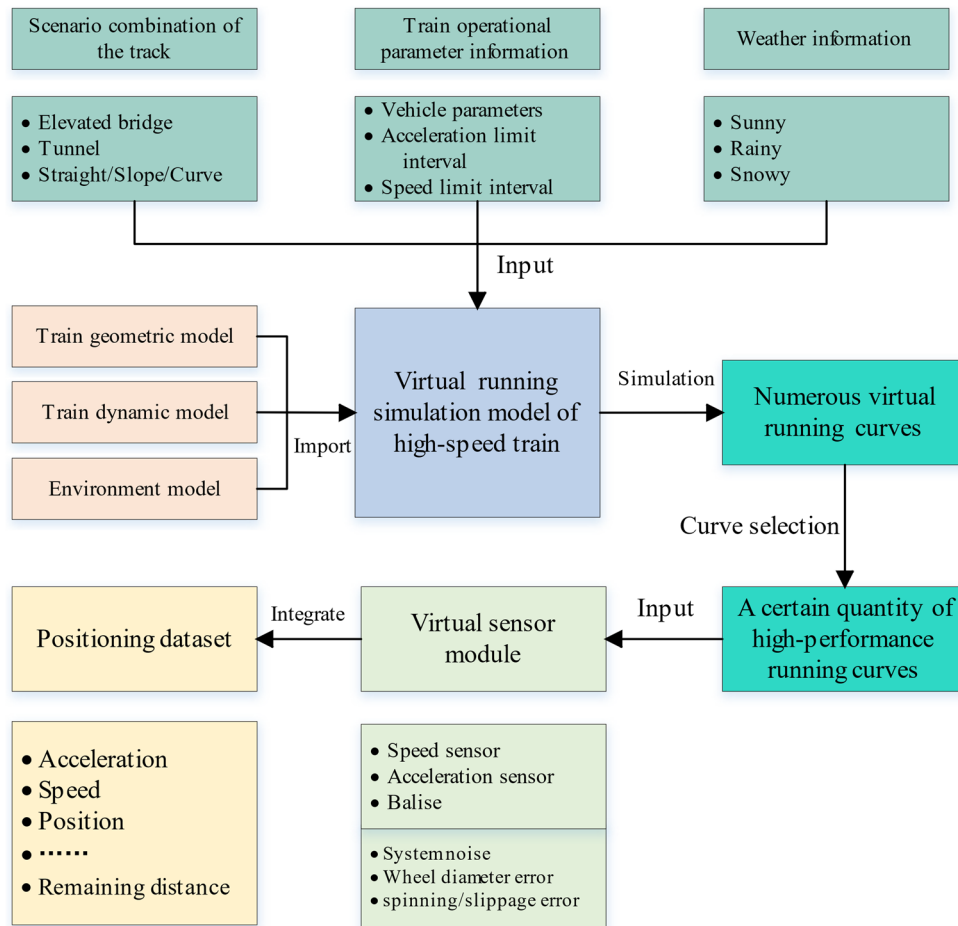 Scenario combination of
the track
Train operational
parameter information
Weather information
● Elevated bridge
● Tunnel
● Straight/Slope/Curve
● Vehicle parameters
● Acceleration limit
interval
● Speed limit interval
● Sunny
● Rainy
● Snowy
Input
Train geometric model
Train dynamic model
Environment model
Import
Virtual running
simulation model of
high-speed train
Simulation
Numerous virtual
running curves
Curve selection
A certain quantity of
high-performance
running curves
Input
Virtual sensor
module
Integrate
Positioning dataset
● Acceleration
● Speed
● Position
● ······
● Remaining distance
● Speed sensor
● Acceleration sensor
● Balise
● System noise
● Wheel diameter error
● spinning/slippage error